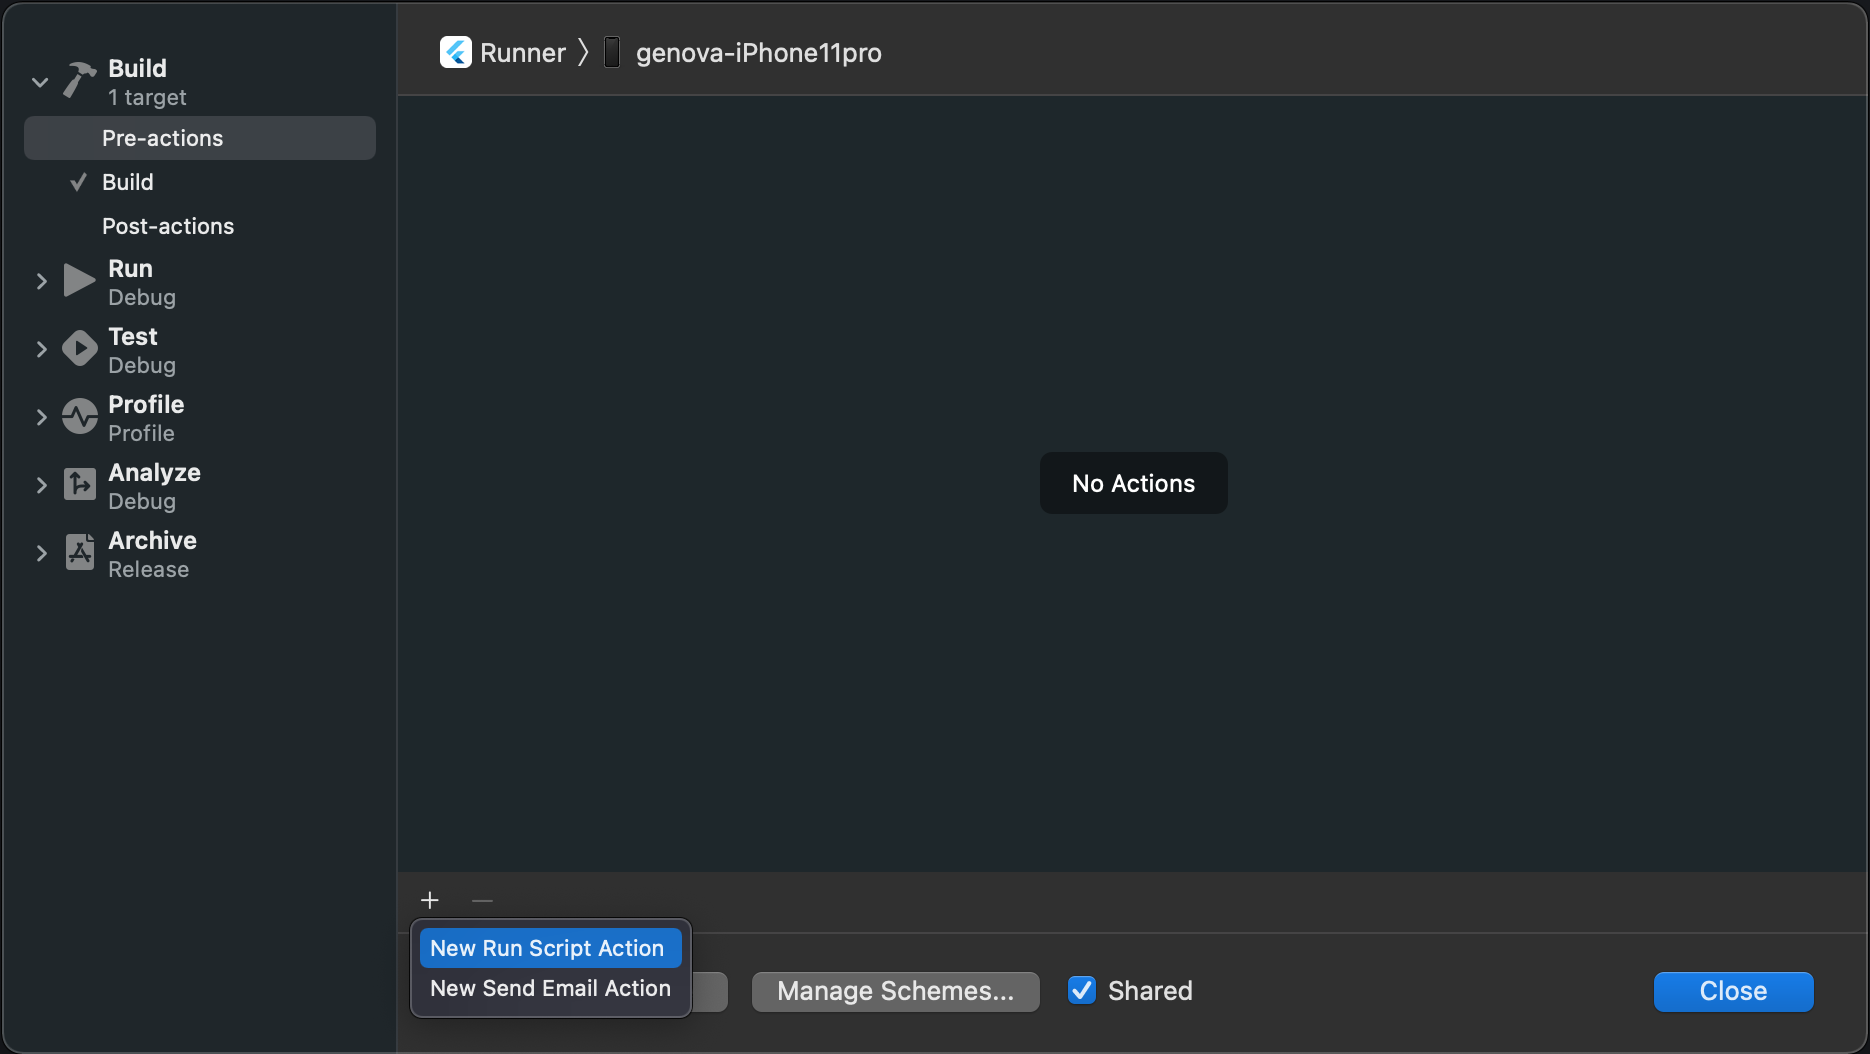 Build
1 target
Pre-actions
Build
Post-actions
Run
Debug
Test
Debug
Profile
Profile
Analyze
Debug
Archive
Release
Runner 〉 genova-iPhone11pro
No Actions
+ —
New Run Script Action
New Send Email Action
Manage Schemes...
Shared
Close